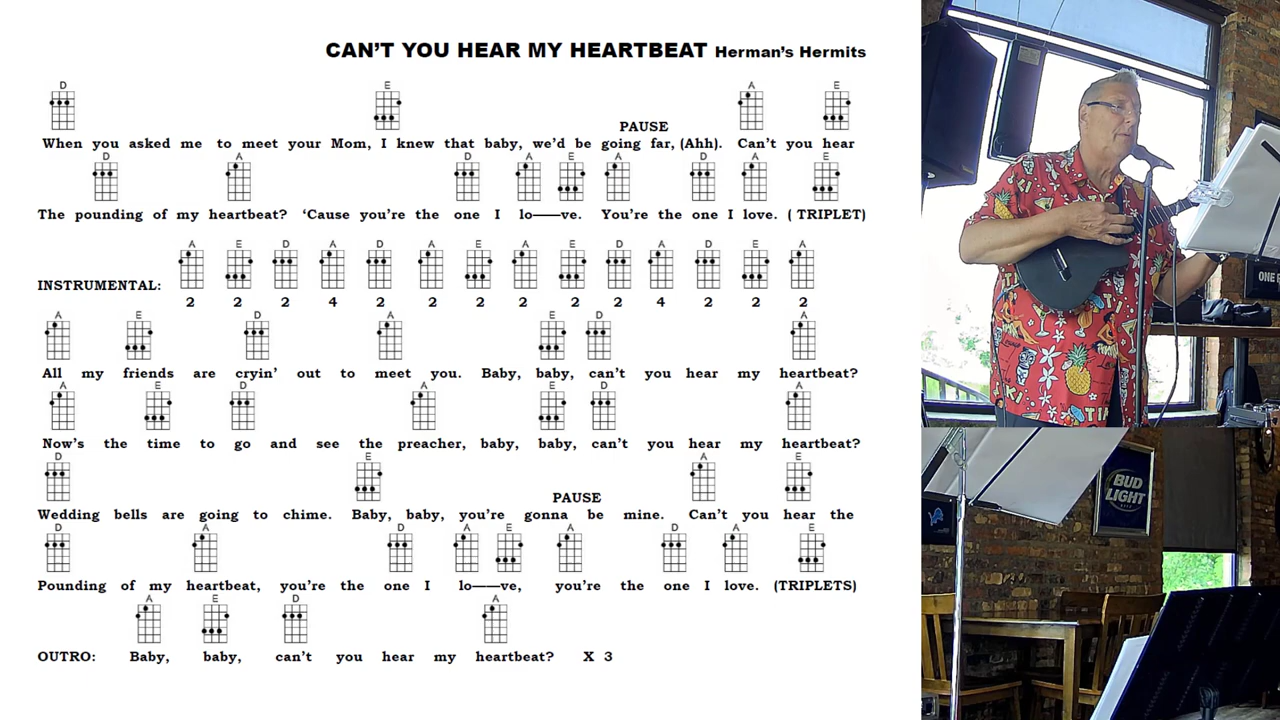 CAN'T YOU HEAR MY HEARTBEAT Herman's Hermits
D E A E
PAUSE
When you asked me to meet your Mom, I knew that baby, we'd be going far, (Ahh). Can't you hear
D A D A E A D A E
The pounding of my heartbeat? 'Cause you're the one I lo——ve. You're the one I love. ( TRIPLET)
A E D A D A E A E D A D E A
INSTRUMENTAL:
2 2 2 4 2 2 2 2 2 2 4 2 2 2
A E D A E D A
All my friends are cryin' out to meet you. Baby, baby, can't you hear my heartbeat?
A E D A E D A
Now's the time to go and see the preacher, baby, baby, can't you hear my heartbeat?
D E A E
PAUSE
Wedding bells are going to chime. Baby, baby, you're gonna be mine. Can't you hear the
D A D A E A D A E
Pounding of my heartbeat, you're the one I lo——ve, you're the one I love. (TRIPLETS)
A E D A
OUTRO: Baby, baby, can't you hear my heartbeat? X 3
ONE
BUD
LIGHT